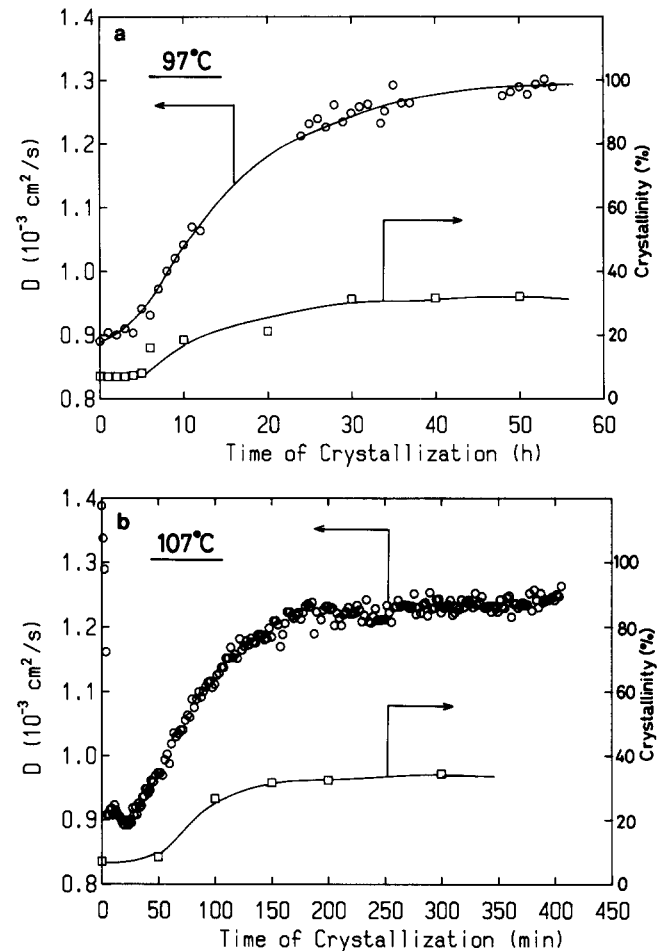 a
97°C
1.4
1.3
1.2
1.1
1.0
0.9
0.8
D (10⁻³ cm²/s)
100
80
60
40
20
0
Crystallinity (%)
0 10 20 30 40 50 60
Time of Crystallization (h)
b
107°C
1.4
1.3
1.2
1.1
1.0
0.9
0.8
D (10⁻³ cm²/s)
100
80
60
40
20
0
Crystallinity (%)
0 50 100 150 200 250 300 350 400 450
Time of Crystallization (min)